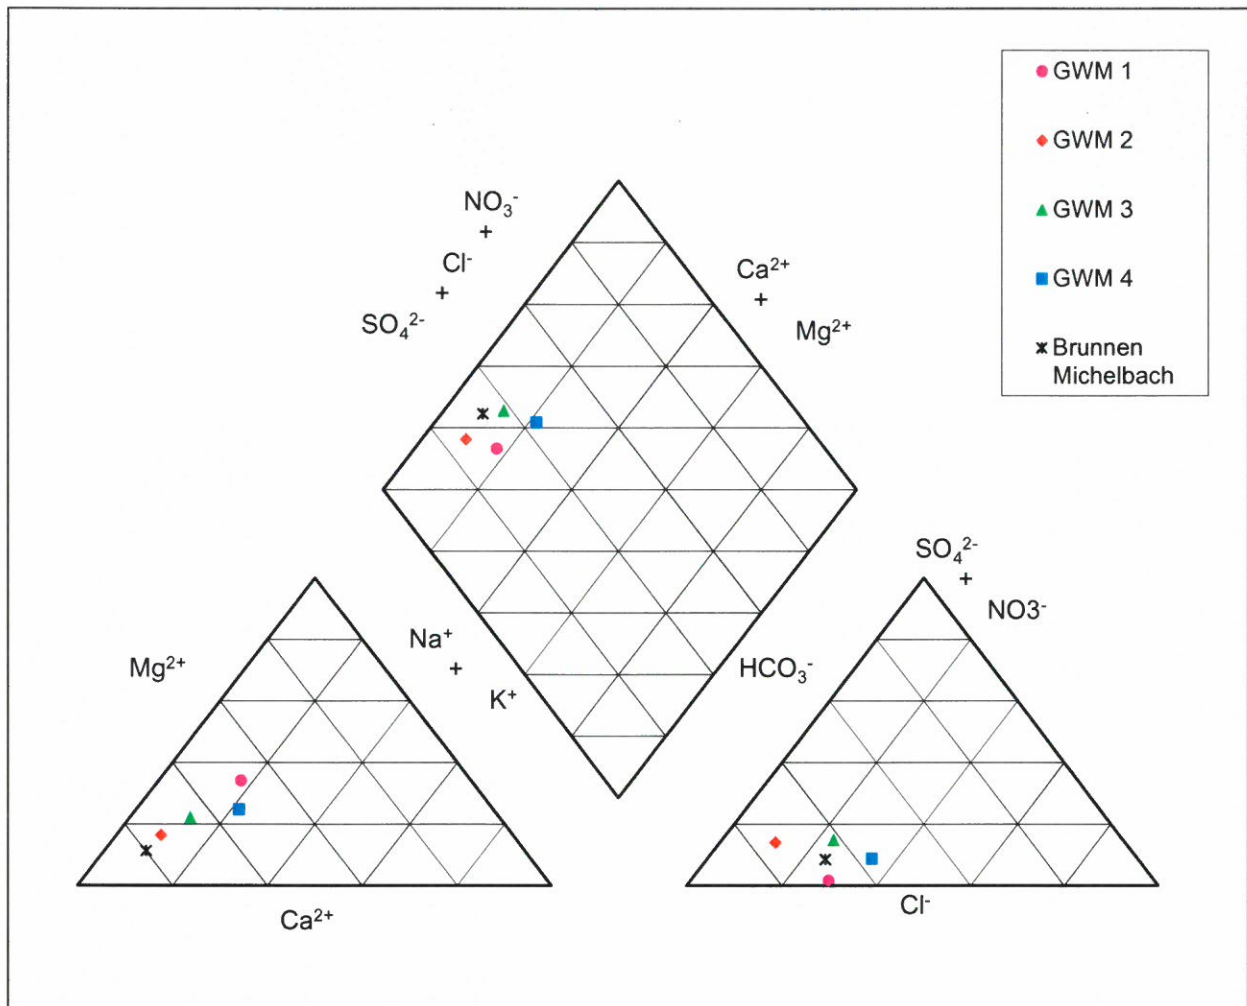 GWM 1
GWM 2
GWM 3
GWM 4
Brunnen
Michelbach
NO₃⁻
+
Cl⁻
+
SO₄²⁻
Ca²⁺
+
Mg²⁺
SO₄²⁻
+
NO3⁻
Mg²⁺
Na⁺
+
K⁺
HCO₃⁻
Ca²⁺
Cl⁻